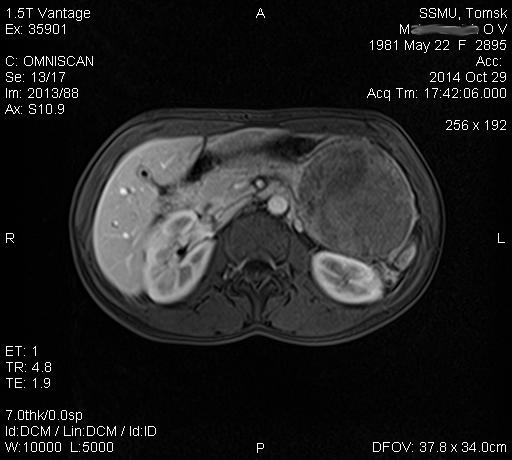 1.5T Vantage
Ex: 35901
C: OMNISCAN
Se: 13/17
Im: 2013/88
Ax: S10.9
A
SSMU, Tomsk
M O V
1981 May 22 F 2895
Acc:
2014 Oct 29
Acq Tm: 17:42:06.000
256 x 192
R
L
ET: 1
TR: 4.8
TE: 1.9
7.0thk/0.0sp
Id:DCM / Lin:DCM / Id:ID
W:10000 L:5000
P
DFOV: 37.8 x 34.0cm